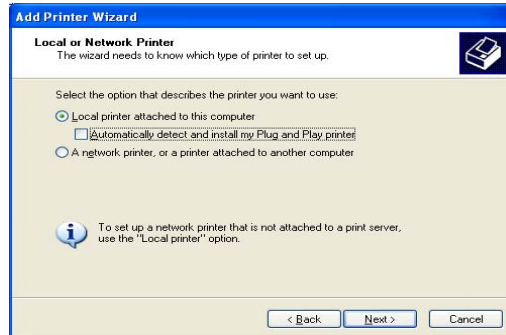 Add Printer Wizard
Local or Network Printer
The wizard needs to know which type of printer to set up.
Select the option that describes the printer you want to use:
Local printer attached to this computer
Automatically detect and install my Plug and Play printer
A network printer, or a printer attached to another computer
To set up a network printer that is not attached to a print server,
use the "Local printer" option.
< Back
Next >
Cancel